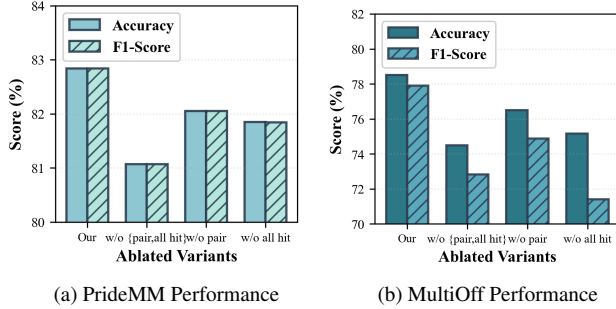 84
83
82
81
80
Score (%)
Accuracy
F1-Score
Our
w/o {pair,all hit}
w/o pair
w/o all hit
Ablated Variants
(a) PrideMM Performance
82
80
78
76
74
72
70
Score (%)
Accuracy
F1-Score
Our
w/o {pair,all hit}
w/o pair
w/o all hit
Ablated Variants
(b) MultiOff Performance